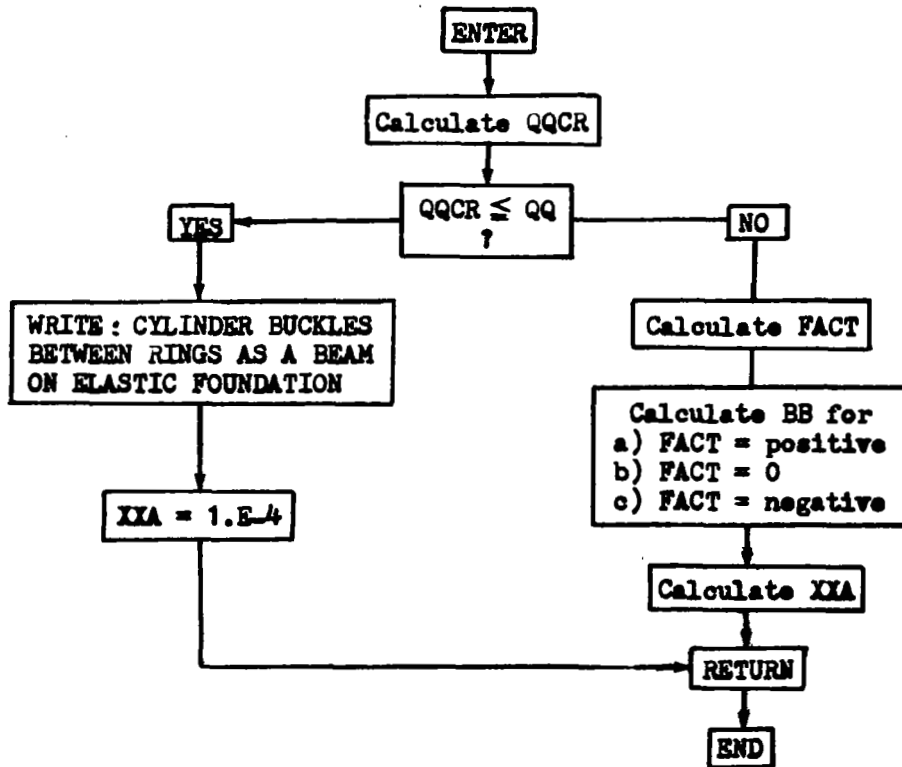 ENTER
Calculate QQCR
QQCR ≤ QQ
?
YES
NO
WRITE: CYLINDER BUCKLES
BETWEEN RINGS AS A BEAM
ON ELASTIC FOUNDATION
Calculate FACT
Calculate BB for
a) FACT = positive
b) FACT = 0
c) FACT = negative
XXA = 1.E-4
Calculate XXA
RETURN
END